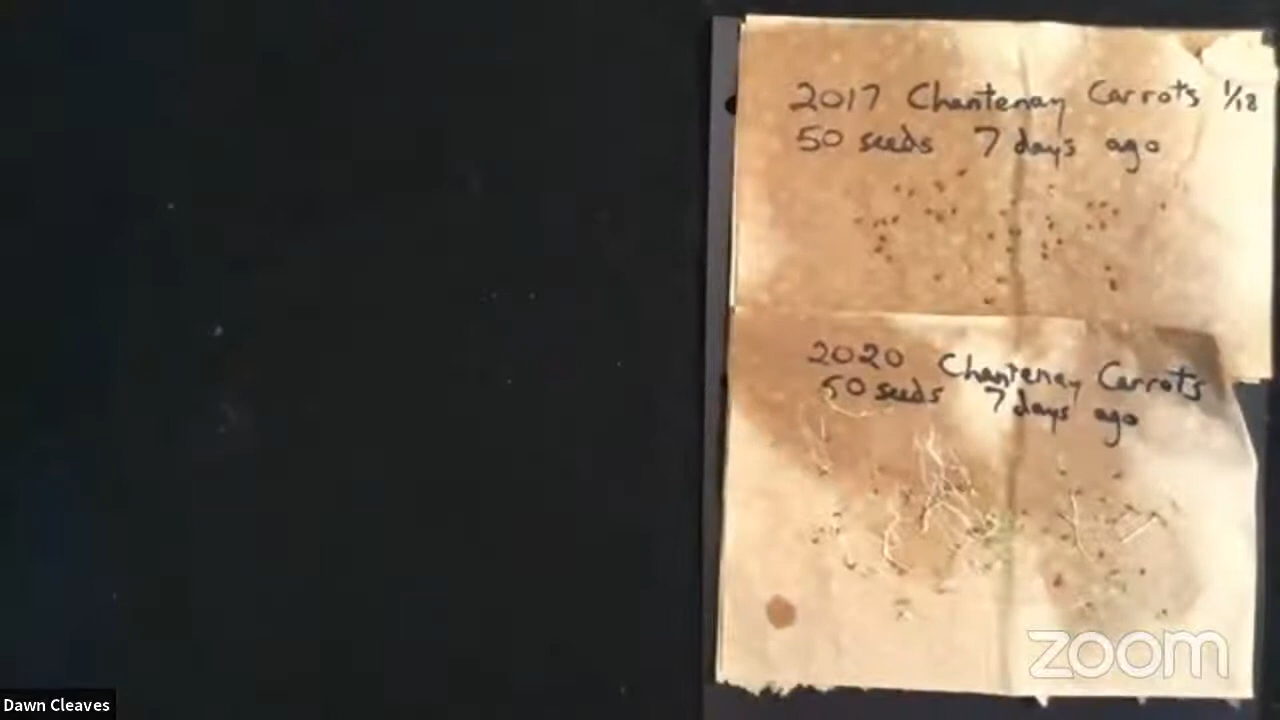 2017 Chantenay Carrots 1/18
50 seeds 7 days ago
2020 Chantenay Carrots
50 seeds 7 days ago
zoom
Dawn Cleaves